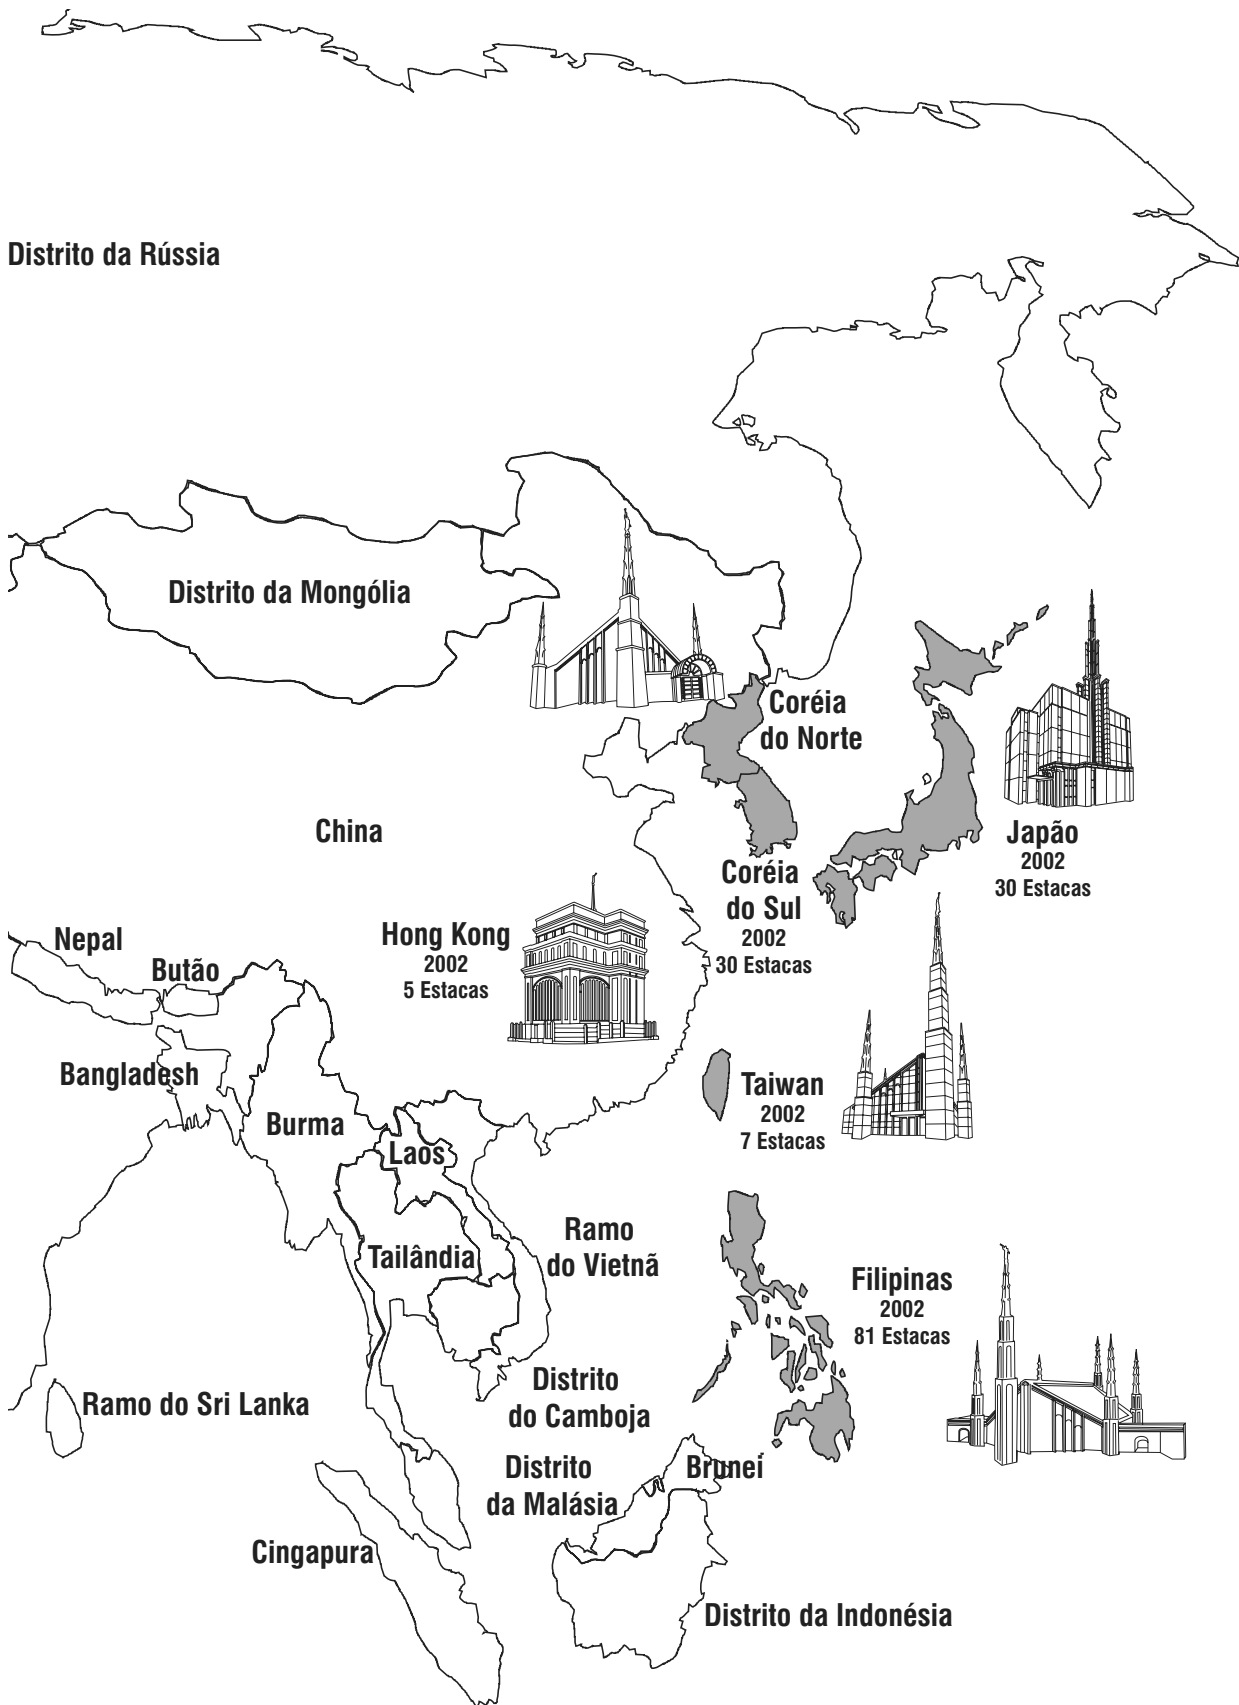 Distrito da Rússia
Distrito da Mongólia
Coréia
do Norte
China
Japão
2002
30 Estacas
Coréia
do Sul
2002
30 Estacas
Nepal
Hong Kong
2002
5 Estacas
Butão
Bangladesh
Taiwan
2002
7 Estacas
Burma
Laos
Ramo
do Vietnã
Tailândia
Filipinas
2002
81 Estacas
Ramo do Sri Lanka
Distrito
do Camboja
Distrito
da Malásia
Bruneí
Cingapura
Distrito da Indonésia